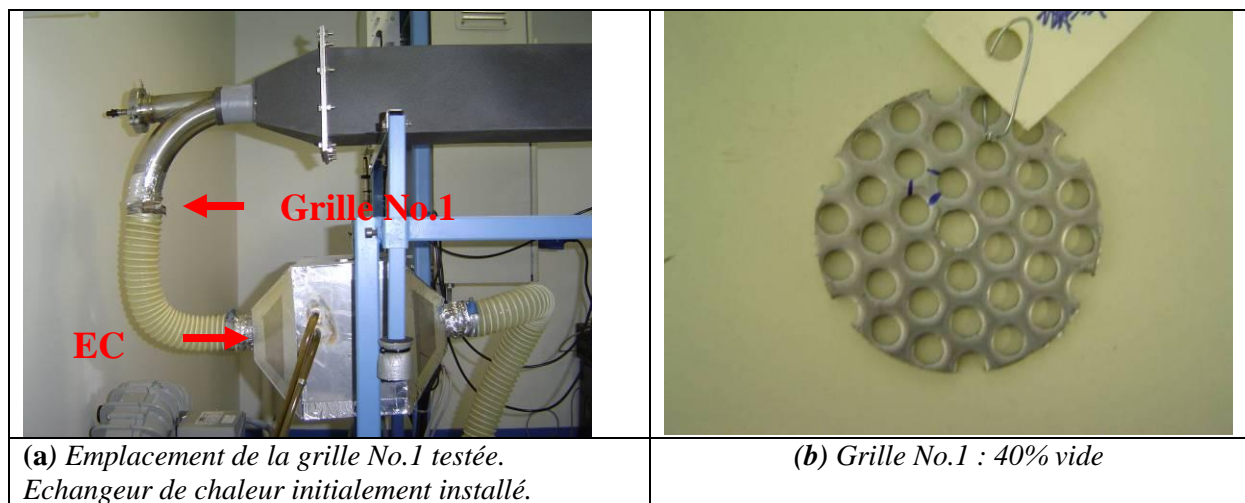 Grille No.1
EC
(a) Emplacement de la grille No.1 testée.
Echangeur de chaleur initialement installé.
(b) Grille No.1 : 40% vide